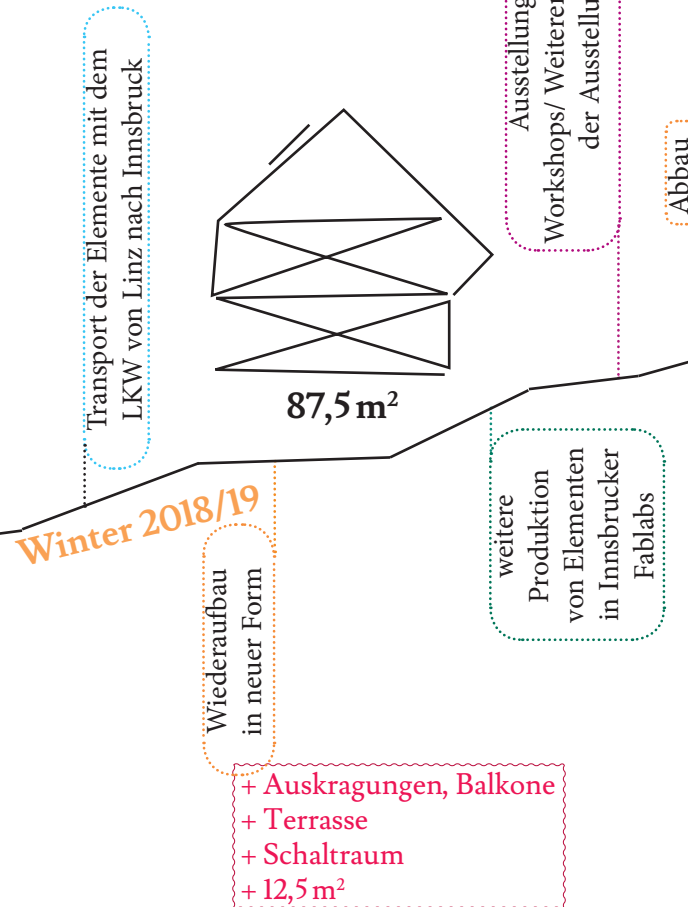 Transport der Elemente mit dem
LKW von Linz nach Innsbruck
Ausstellung
Workshops/ Weiterer
der Ausstellu
Abbau
87,5 m²
Winter 2018/19
Wiederaufbau
in neuer Form
weitere
Produktion
von Elementen
in Innsbrucker
Fablabs
+ Auskragungen, Balkone
+ Terrasse
+ Schaltraum
+ 12,5 m²